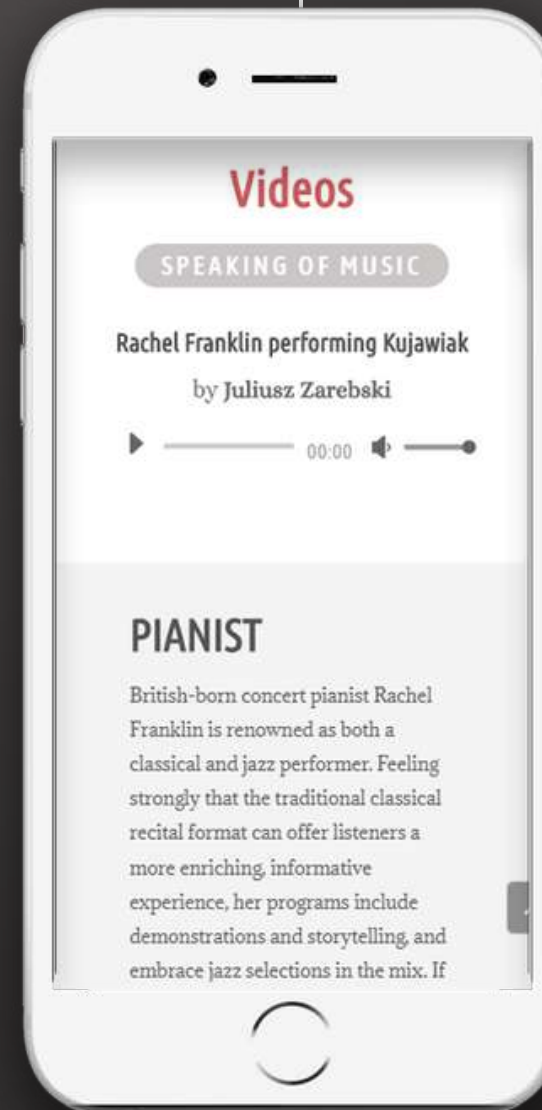 Videos
SPEAKING OF MUSIC
Rachel Franklin performing Kujawiak
by Juliusz Zarebski
00:00
PIANIST
British-born concert pianist Rachel
Franklin is renowned as both a
classical and jazz performer. Feeling
strongly that the traditional classical
recital format can offer listeners a
more enriching, informative
experience, her programs include
demonstrations and storytelling, and
embrace jazz selections in the mix. If